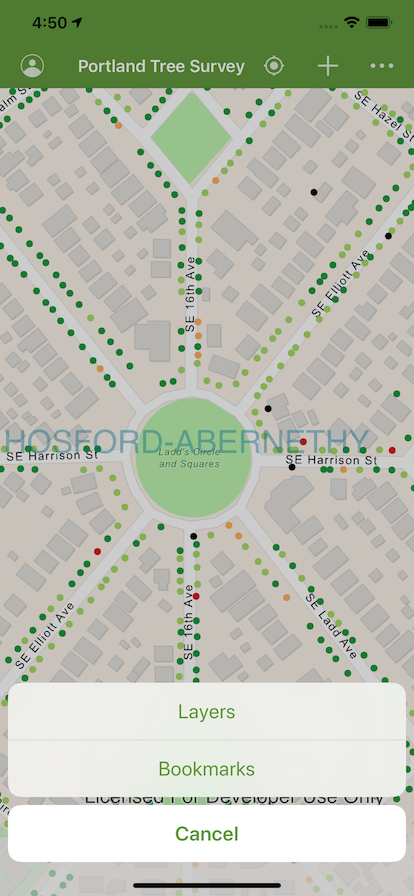 4:50
Portland Tree Survey
SE Hazel St
SE 16th Ave
SE Elliott Ave
HOSFORD-ABERNETHY
Ladd's Circle
and Squares
SE Harrison St
SE Harrison St
SE 16th Ave
SE Elliott Ave
SE Ladd Ave
Layers
Bookmarks
Licensed For Developer Use Only
Cancel